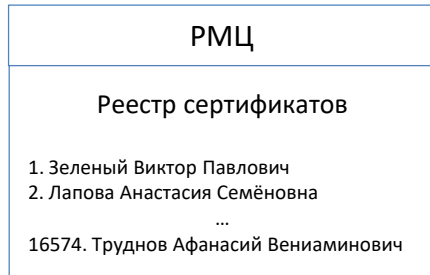 РМЦ
Реестр сертификатов
1. Зеленый Виктор Павлович
2. Лапова Анастасия Семёновна
…
16574. Труднов Афанасий Вениаминович